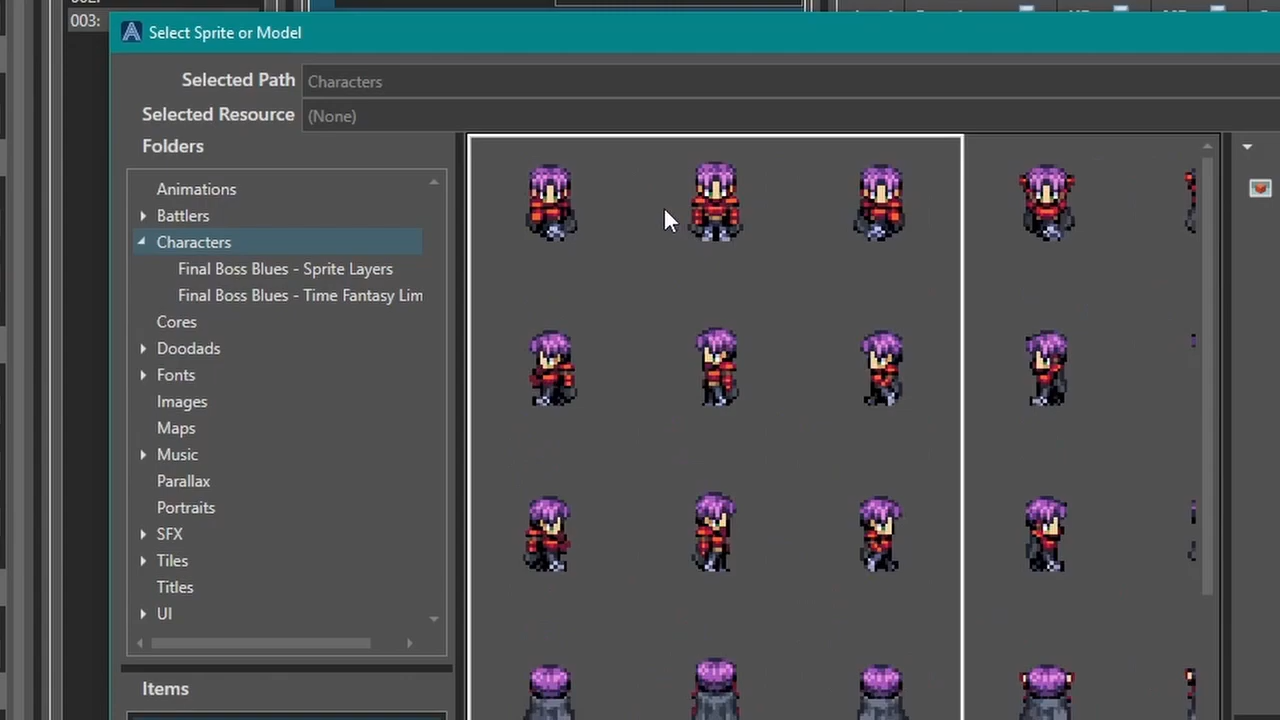 003:
Select Sprite or Model
Selected Path Characters
Selected Resource (None)
Folders
Animations
Battlers
Characters
Final Boss Blues - Sprite Layers
Final Boss Blues - Time Fantasy Lim
Cores
Doodads
Fonts
Images
Maps
Music
Parallax
Portraits
SFX
Tiles
Titles
UI
Items